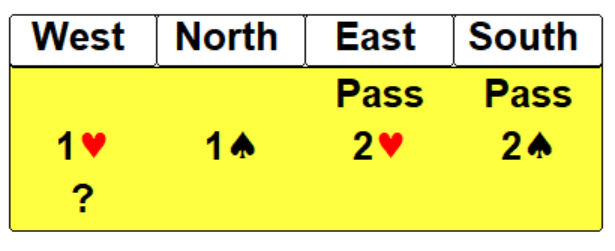 West North East South
Pass Pass
1♥ 1♠ 2♥ 2♠
?